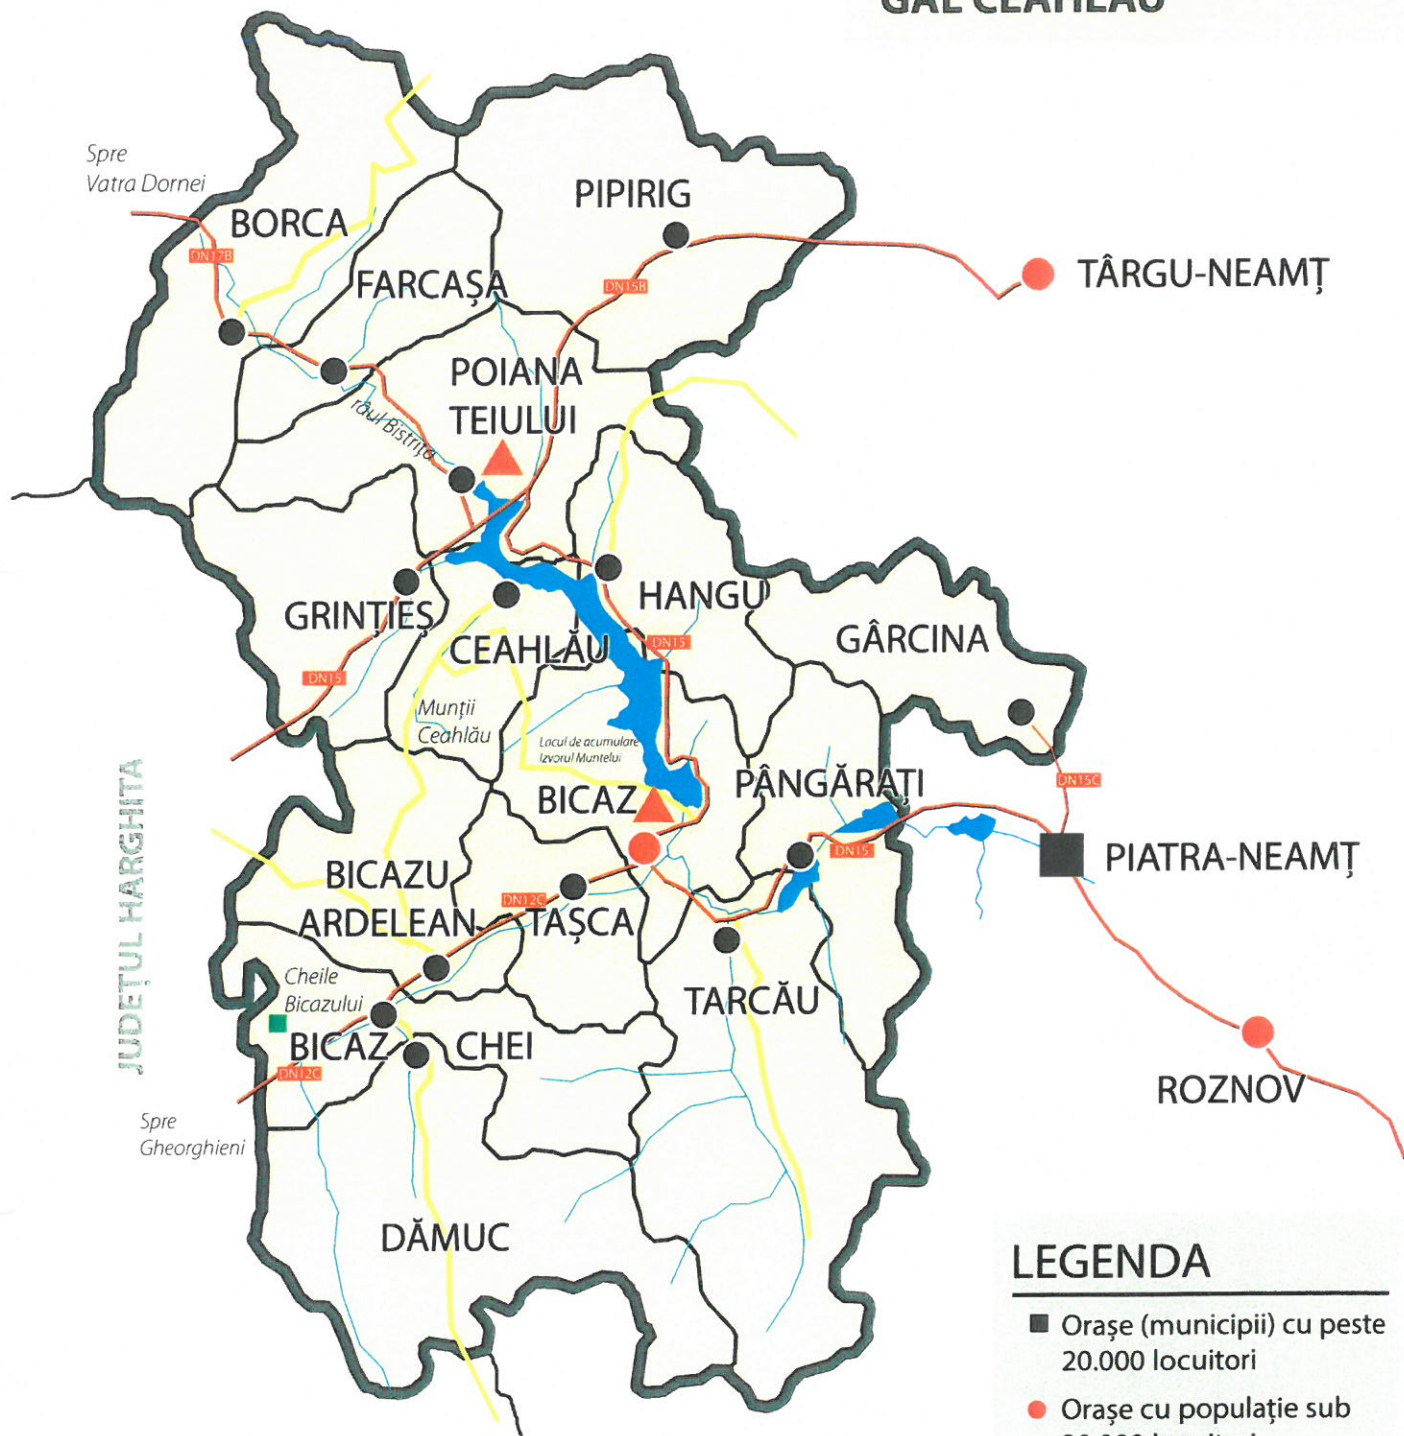 GAL CEAHLĂU
Spre
Vatra Dornei
BORCA
PIPIRIG
DN17B
FARCAȘA
DN15B
TÂRGU-NEAMȚ
POIANA
TEIULUI
râul Bistrița
HANGU
GRINȚIEȘ
CEAHLĂU
DN15
GÂRCINA
DN15
Munții
Ceahlău
Lacul de acumulare
Izvorul Muntelui
PÂNGĂRAȚI
DN15C
BICAZ
JUDEȚUL HARGHITA
DN15
PIATRA-NEAMȚ
BICAZU
ARDELEAN
DN12C
TAȘCA
Cheile
Bicazului
TARCĂU
BICAZ CHEI
DN12C
ROZNOV
Spre
Gheorghieni
DĂMUC
LEGENDA
Orașe (municipii) cu peste
20.000 locuitori
Orașe cu populație sub